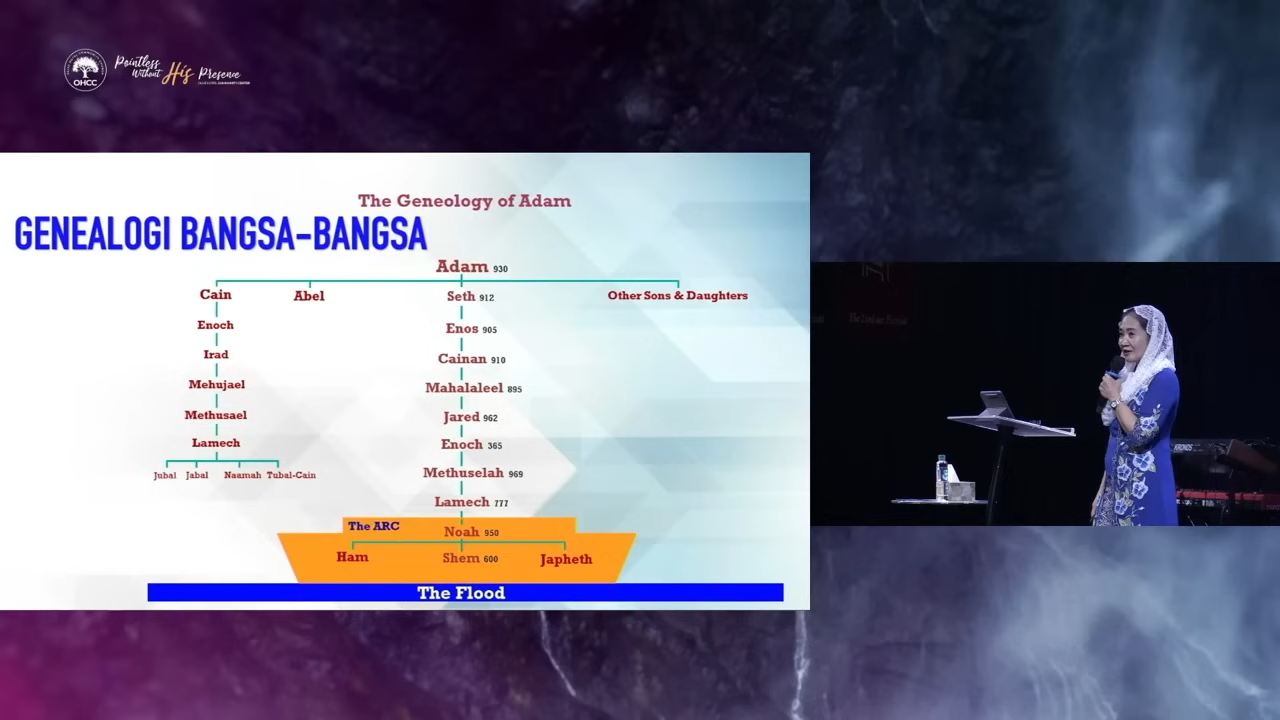 OHCC
Pointless
Without His Presence
The Geneology of Adam
GENEALOGI BANGSA-BANGSA
Adam 930
Cain Abel Seth 912 Other Sons & Daughters
Enoch Enos 905
Irad Cainan 910
Mehujael Mahalaleel 895
Methusael Jared 962
Lamech Enoch 365
Jubal Jabal Naamah Tubal-Cain Methuselah 969
Lamech 777
The ARC Noah 950
Ham Shem 600 Japheth
The Flood
KRONOS